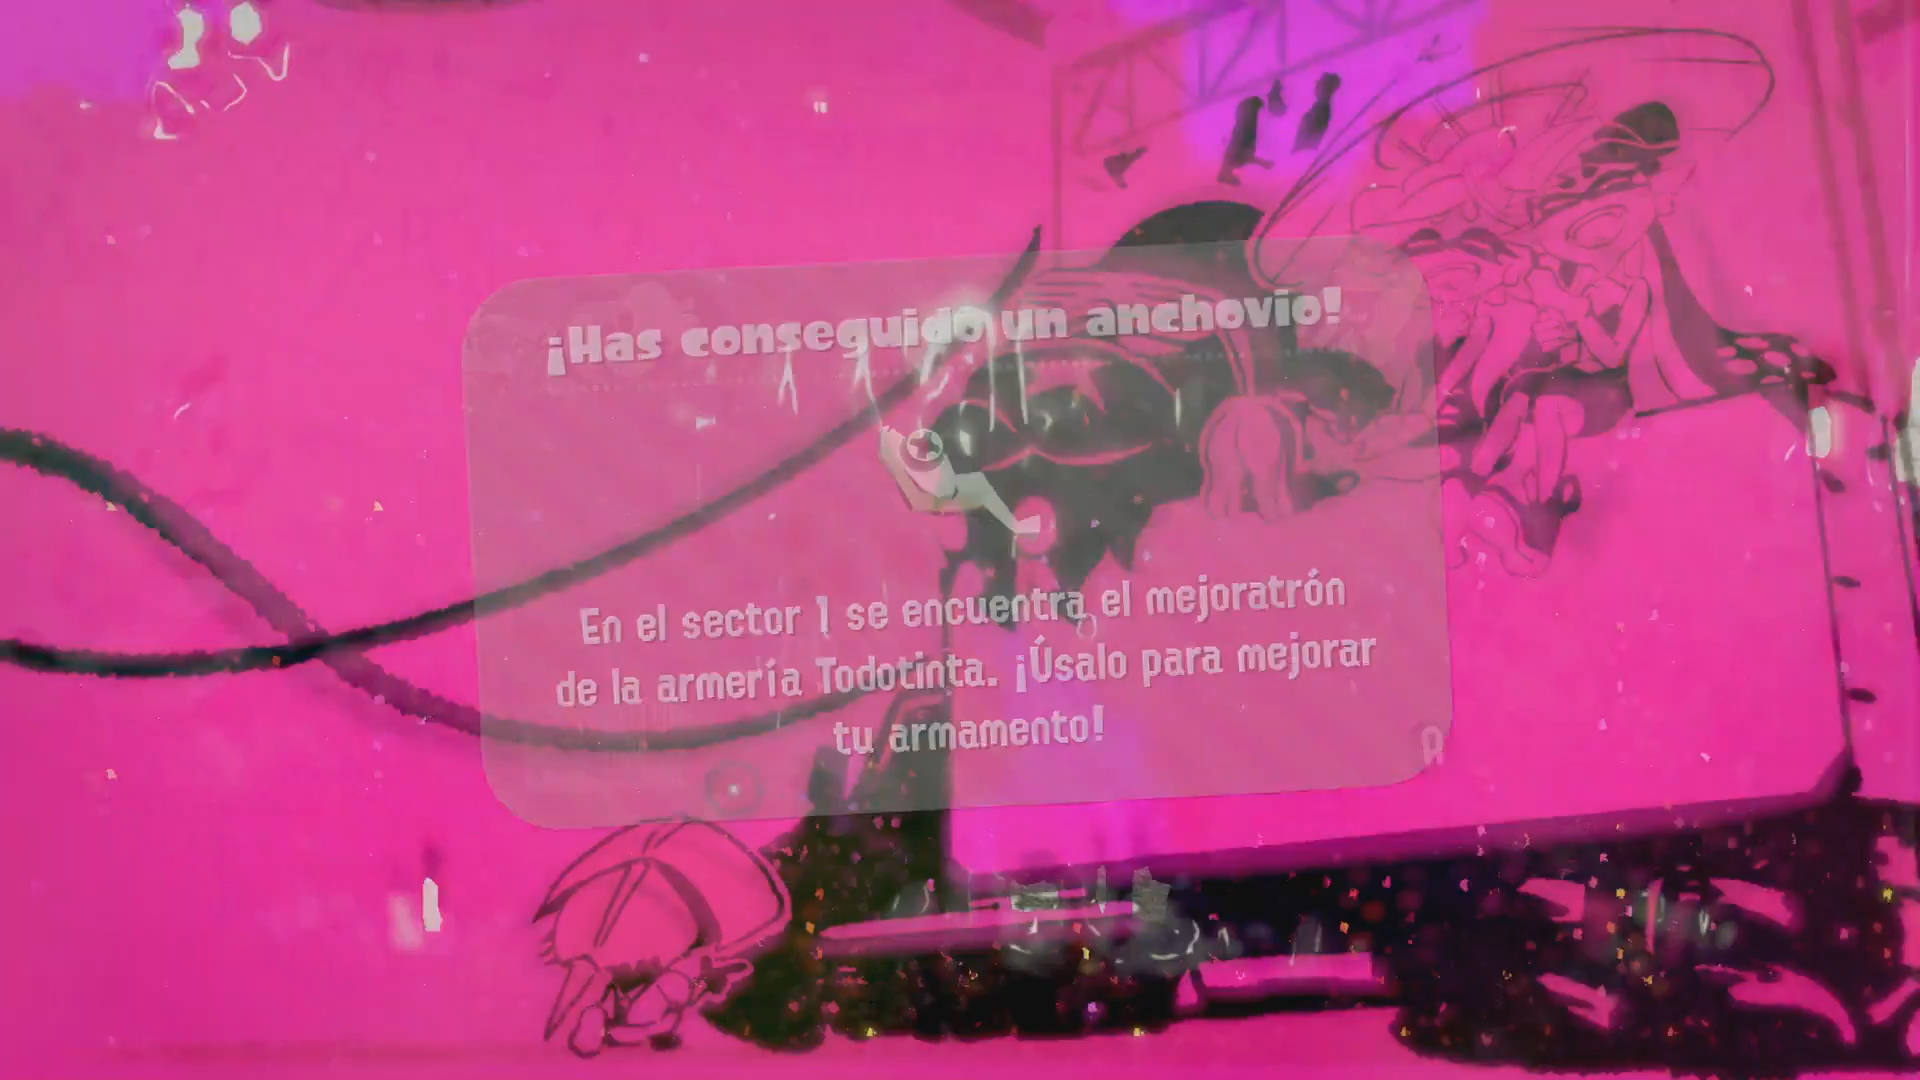 ¡Has conseguido un anchovio!
En el sector 1 se encuentra el mejoratrón
de la armería Todotinta. ¡Úsalo para mejorar
tu armamento!
A